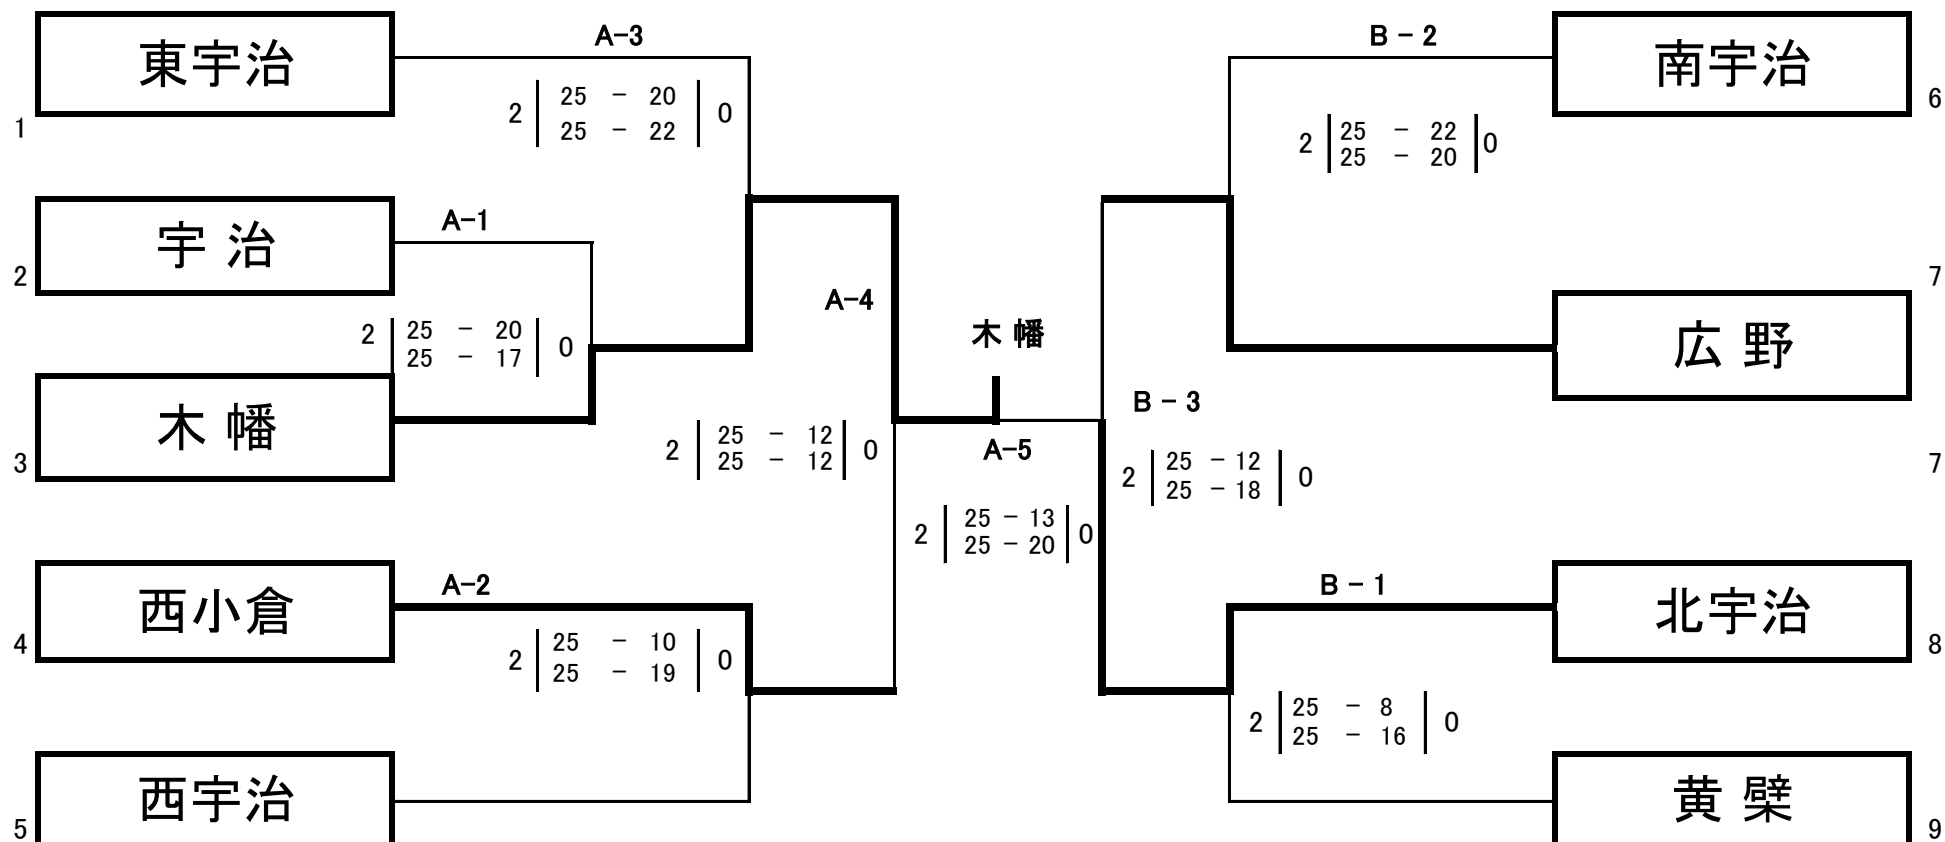 A-3
B - 2
東宇治
南宇治
2 25 - 20 0
25 - 22
1
6
2 25 - 22 0
25 - 20
宇 治
A-1
2
7
A-4
2 25 - 20 0
25 - 17
木 幡
広 野
木 幡
3
B - 3
2 25 - 12 0
25 - 12
A-5
7
2 25 - 12 0
25 - 18
2 25 - 13 0
25 - 20
西小倉
A-2
B - 1
北宇治
4
8
2 25 - 10 0
25 - 19
2 25 - 8 0
25 - 16
西宇治
黄 檗
5
9